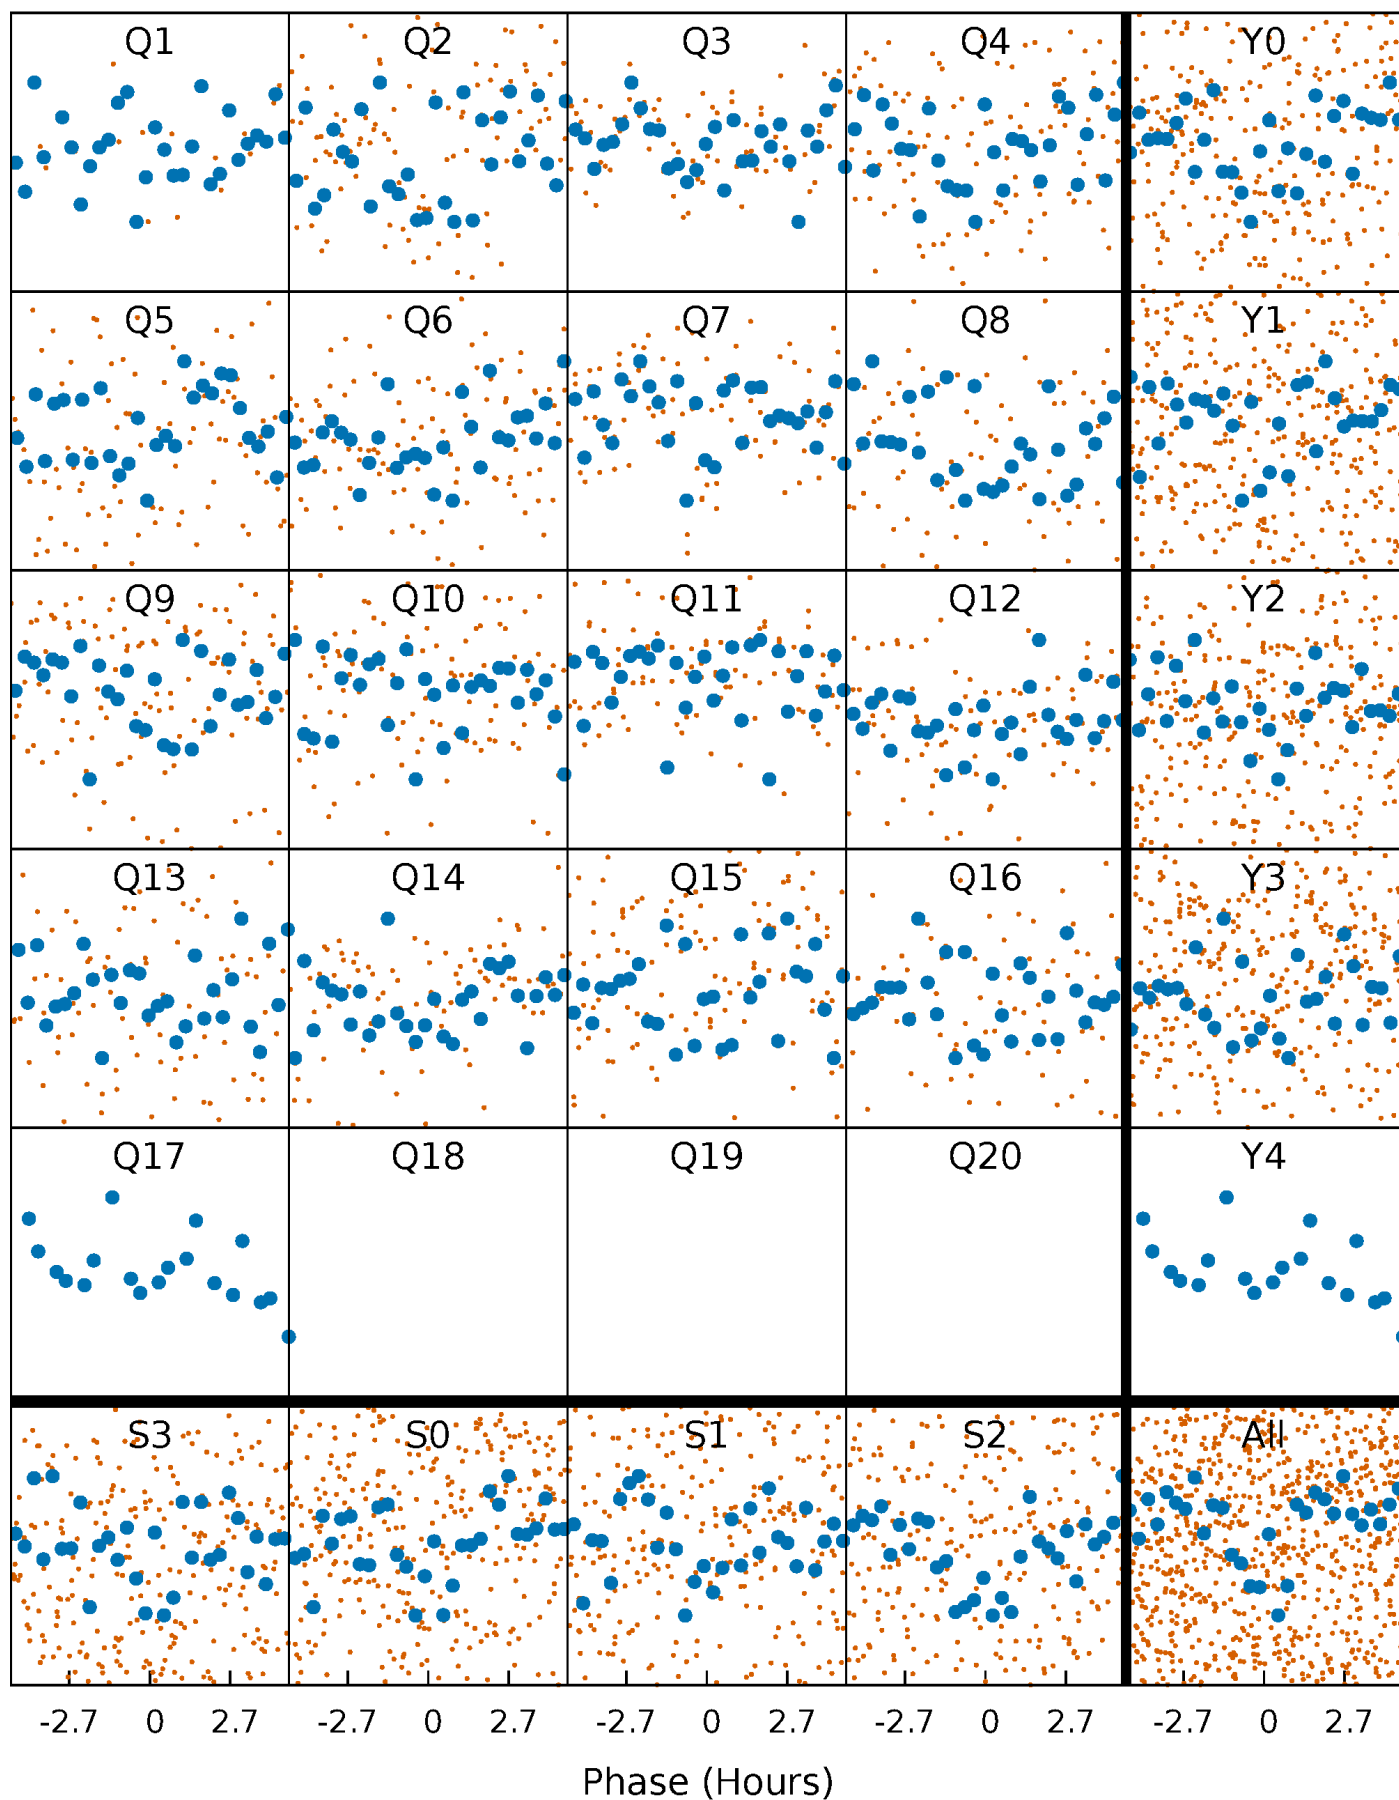 Q1 Q2 Q3 Q4 Y0
Q5 Q6 Q7 Q8 Y1
Q9 Q10 Q11 Q12 Y2
Q13 Q14 Q15 Q16 Y3
Q17 Q18 Q19 Q20 Y4
S3 S0 S1 S2 All
-2.7 0 2.7 -2.7 0 2.7 -2.7 0 2.7 -2.7 0 2.7 -2.7 0 2.7
Phase (Hours)